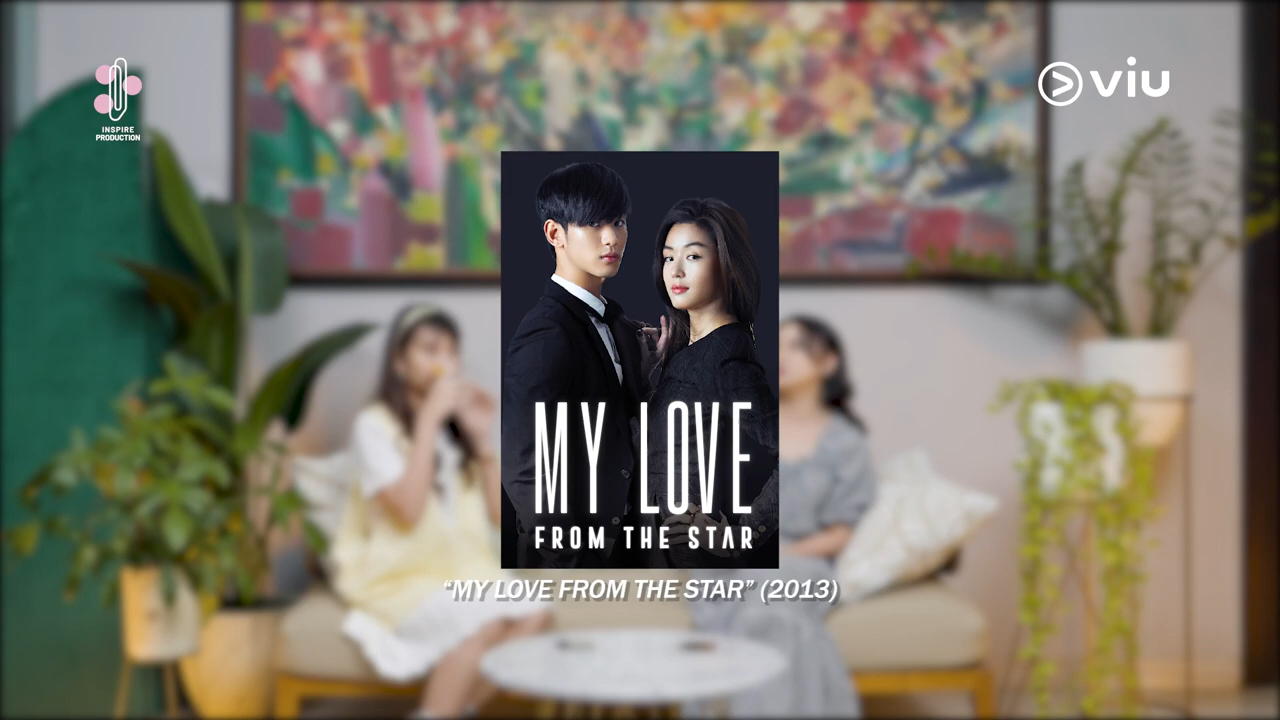 INSPIRE
PRODUCTION
viu
MY LOVE
FROM THE STAR
"MY LOVE FROM THE STAR" (2013)